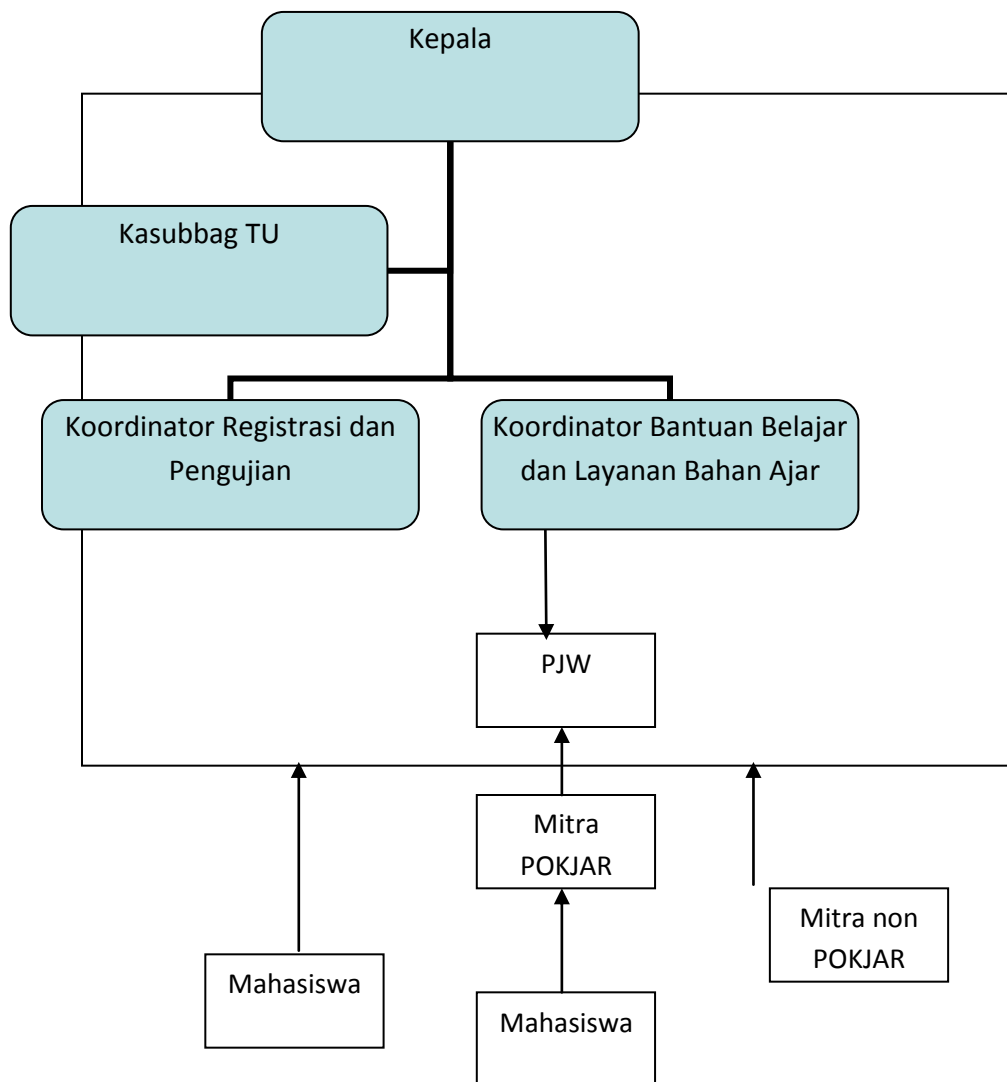 Kepala
Kasubbag TU
Koordinator Registrasi dan
Pengujian
Koordinator Bantuan Belajar
dan Layanan Bahan Ajar
PJW
Mitra
POKJAR
Mitra non
POKJAR
Mahasiswa
Mahasiswa